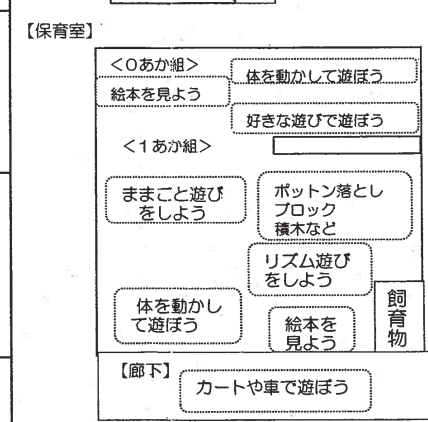 【保育室】
<0あか組>
体を動かして遊ぼう
絵本を見よう
好きな遊びで遊ぼう
<1あか組>
ままごと遊び
をしよう
ポットン落とし
ブロック
積木など
リズム遊び
をしよう
体を動かし
て遊ぼう
絵本を
見よう
飼育物
【廊下】
カートや車で遊ぼう